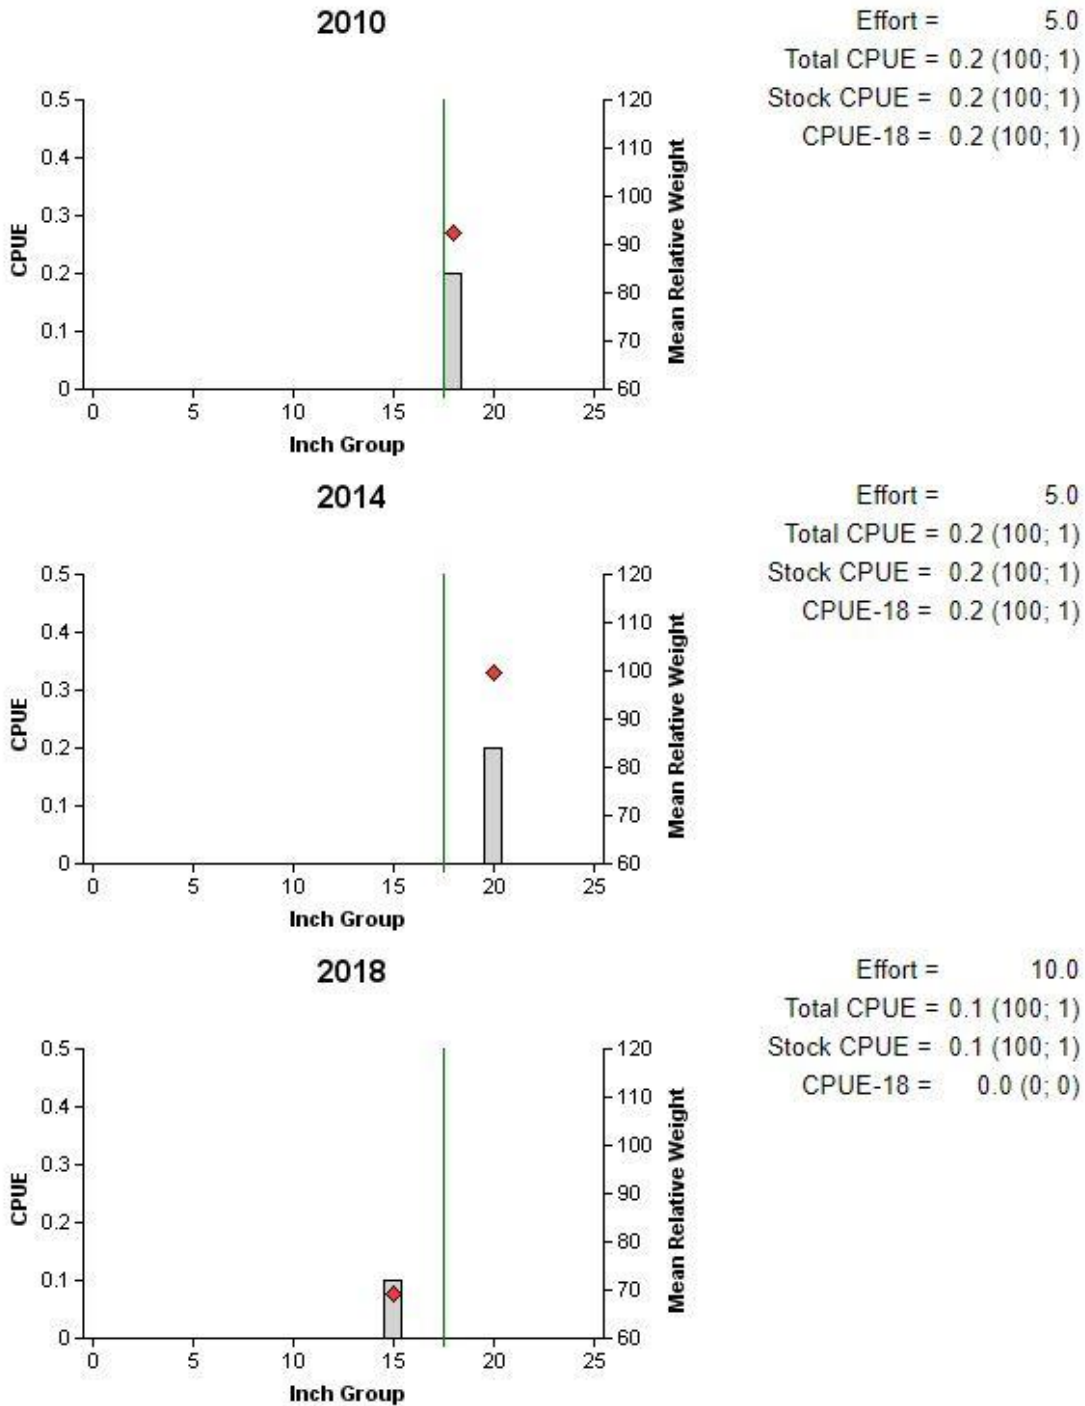 2010
Effort = 5.0
Total CPUE = 0.2 (100; 1)
Stock CPUE = 0.2 (100; 1)
CPUE-18 = 0.2 (100; 1)
CPUE
0.5
0.4
0.3
0.2
0.1
0
Mean Relative Weight
120
110
100
90
80
70
60
0 5 10 15 20 25
Inch Group
2014
Effort = 5.0
Total CPUE = 0.2 (100; 1)
Stock CPUE = 0.2 (100; 1)
CPUE-18 = 0.2 (100; 1)
CPUE
0.5
0.4
0.3
0.2
0.1
0
Mean Relative Weight
120
110
100
90
80
70
60
0 5 10 15 20 25
Inch Group
2018
Effort = 10.0
Total CPUE = 0.1 (100; 1)
Stock CPUE = 0.1 (100; 1)
CPUE-18 = 0.0 (0; 0)
CPUE
0.5
0.4
0.3
0.2
0.1
0
Mean Relative Weight
120
110
100
90
80
70
60
0 5 10 15 20 25
Inch Group